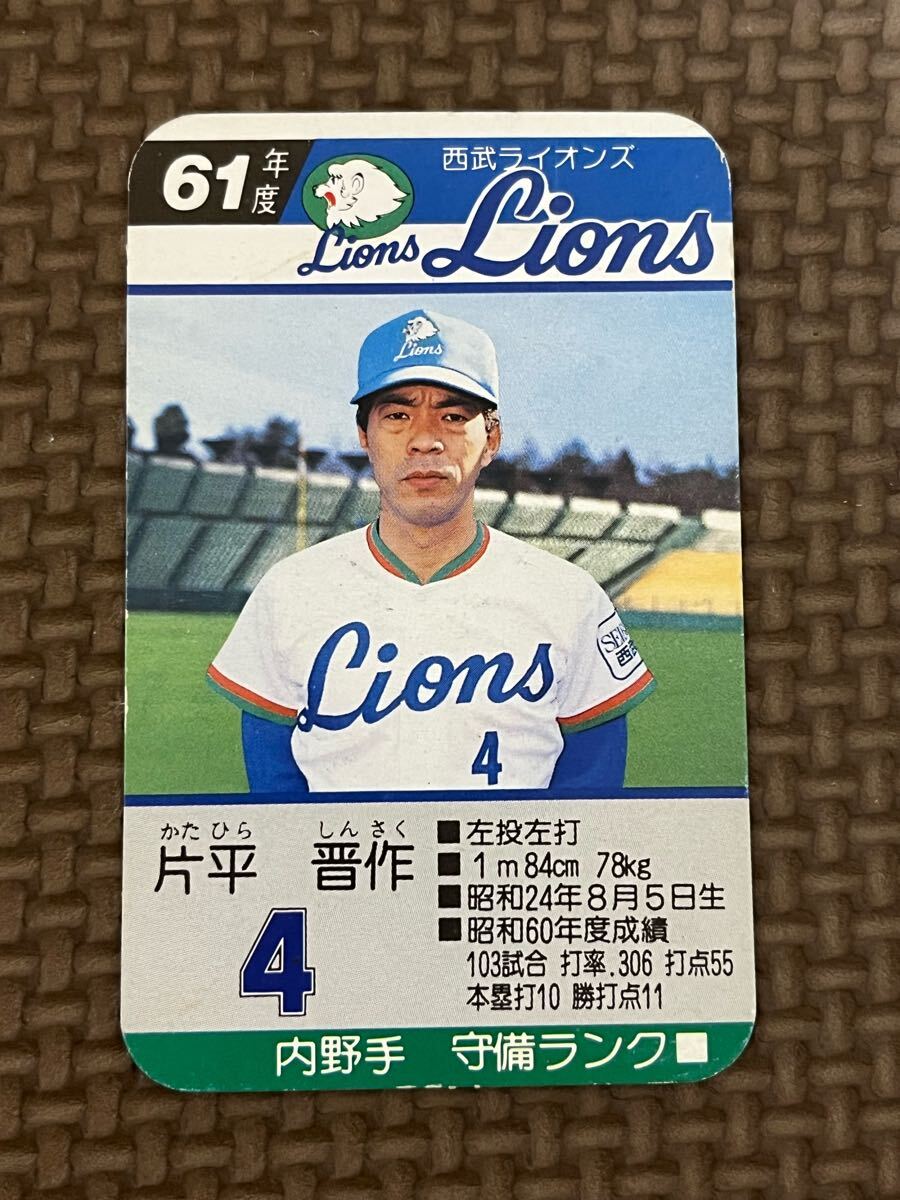 61年度
西武ライオンズ
Lions
Lions
Lions
Lions
西武
4
かた ひら しん さく
片平 晋作
4
■左投左打
■1m84cm 78kg
■昭和24年8月5日生
■昭和60年度成績
103試合 打率.306 打点55
本塁打10 勝打点11
内野手 守備ランク□